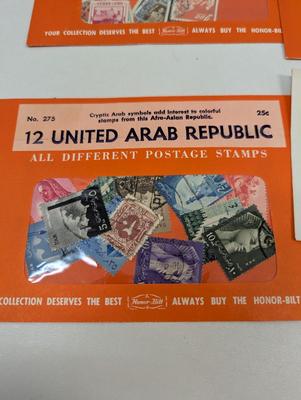 YOUR COLLECTION DESERVES THE BEST Honor-Bilt ALWAYS BUY THE HONOR-BILT
No. 275
Cryptic Arab symbols add interest to colorful
stamps from this Afro-Asian Republic.
25¢
12 UNITED ARAB REPUBLIC
ALL DIFFERENT POSTAGE STAMPS
COLLECTION DESERVES THE BEST Honor-Bilt ALWAYS BUY THE HONOR-BILT